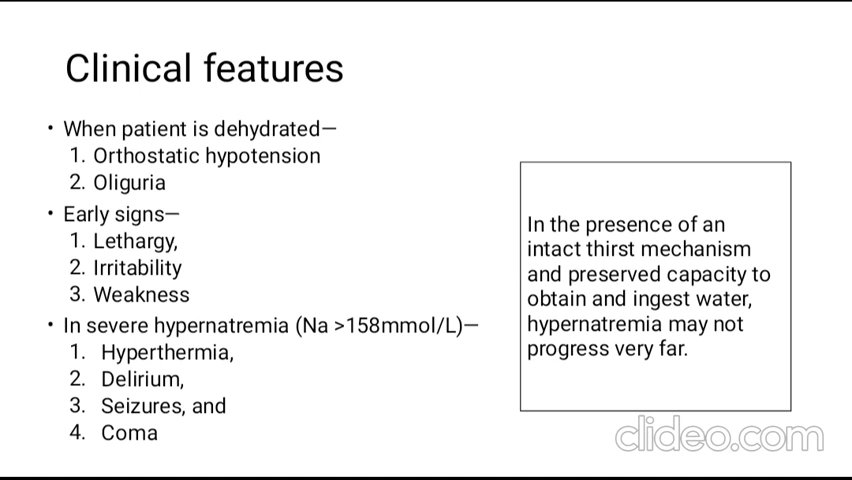 Clinical features
• When patient is dehydrated—
1. Orthostatic hypotension
2. Oliguria
• Early signs—
1. Lethargy,
2. Irritability
3. Weakness
• In severe hypernatremia (Na >158mmol/L)—
1. Hyperthermia,
2. Delirium,
3. Seizures, and
4. Coma
In the presence of an
intact thirst mechanism
and preserved capacity to
obtain and ingest water,
hypernatremia may not
progress very far.
clideo.com